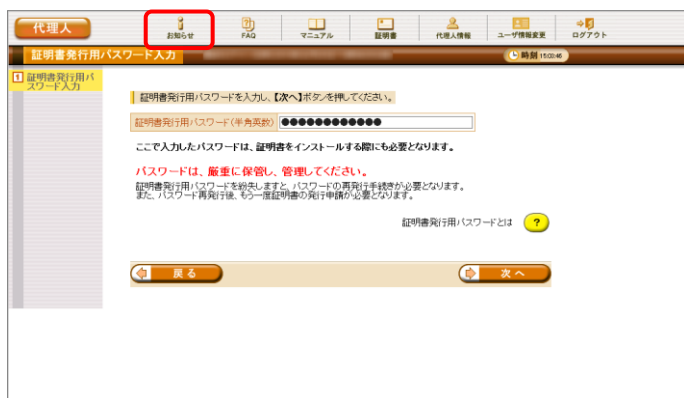 代理人
お知らせ
FAQ
マニュアル
証明書
代理人情報
ユーザ情報変更
ログアウト
証明書発行用パスワード入力
時刻 15:00:46
1 証明書発行用パ
スワード入力
証明書発行用パスワードを入力し、【次へ】ボタンを押してください。
証明書発行用パスワード(半角英数) ●●●●●●●●●●●●
ここで入力したパスワードは、証明書をインストールする際にも必要となります。
パスワードは、厳重に保管し、管理してください。
証明書発行用パスワードを紛失しますと、パスワードの再発行手続きが必要となります。
また、パスワード再発行後、もう一度証明書の発行申請が必要となります。
証明書発行用パスワードとは ?
戻る
次へ